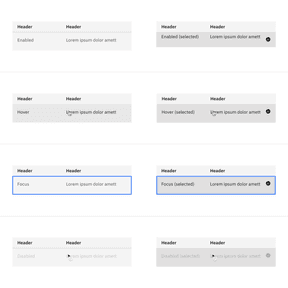 Header Header
Enabled Lorem ipsum dolor amett
Header Header
Enabled (selected) Lorem ipsum dolor amett
Header Header
Hover Lorem ipsum dolor amett
Header Header
Hover (selected) Lorem ipsum dolor amett
Header Header
Focus Lorem ipsum dolor amett
Header Header
Focus (selected) Lorem ipsum dolor amett
Header Header
Disabled Lorem ipsum dolor amett
Header Header
Disabled (selected) Lorem ipsum dolor amett